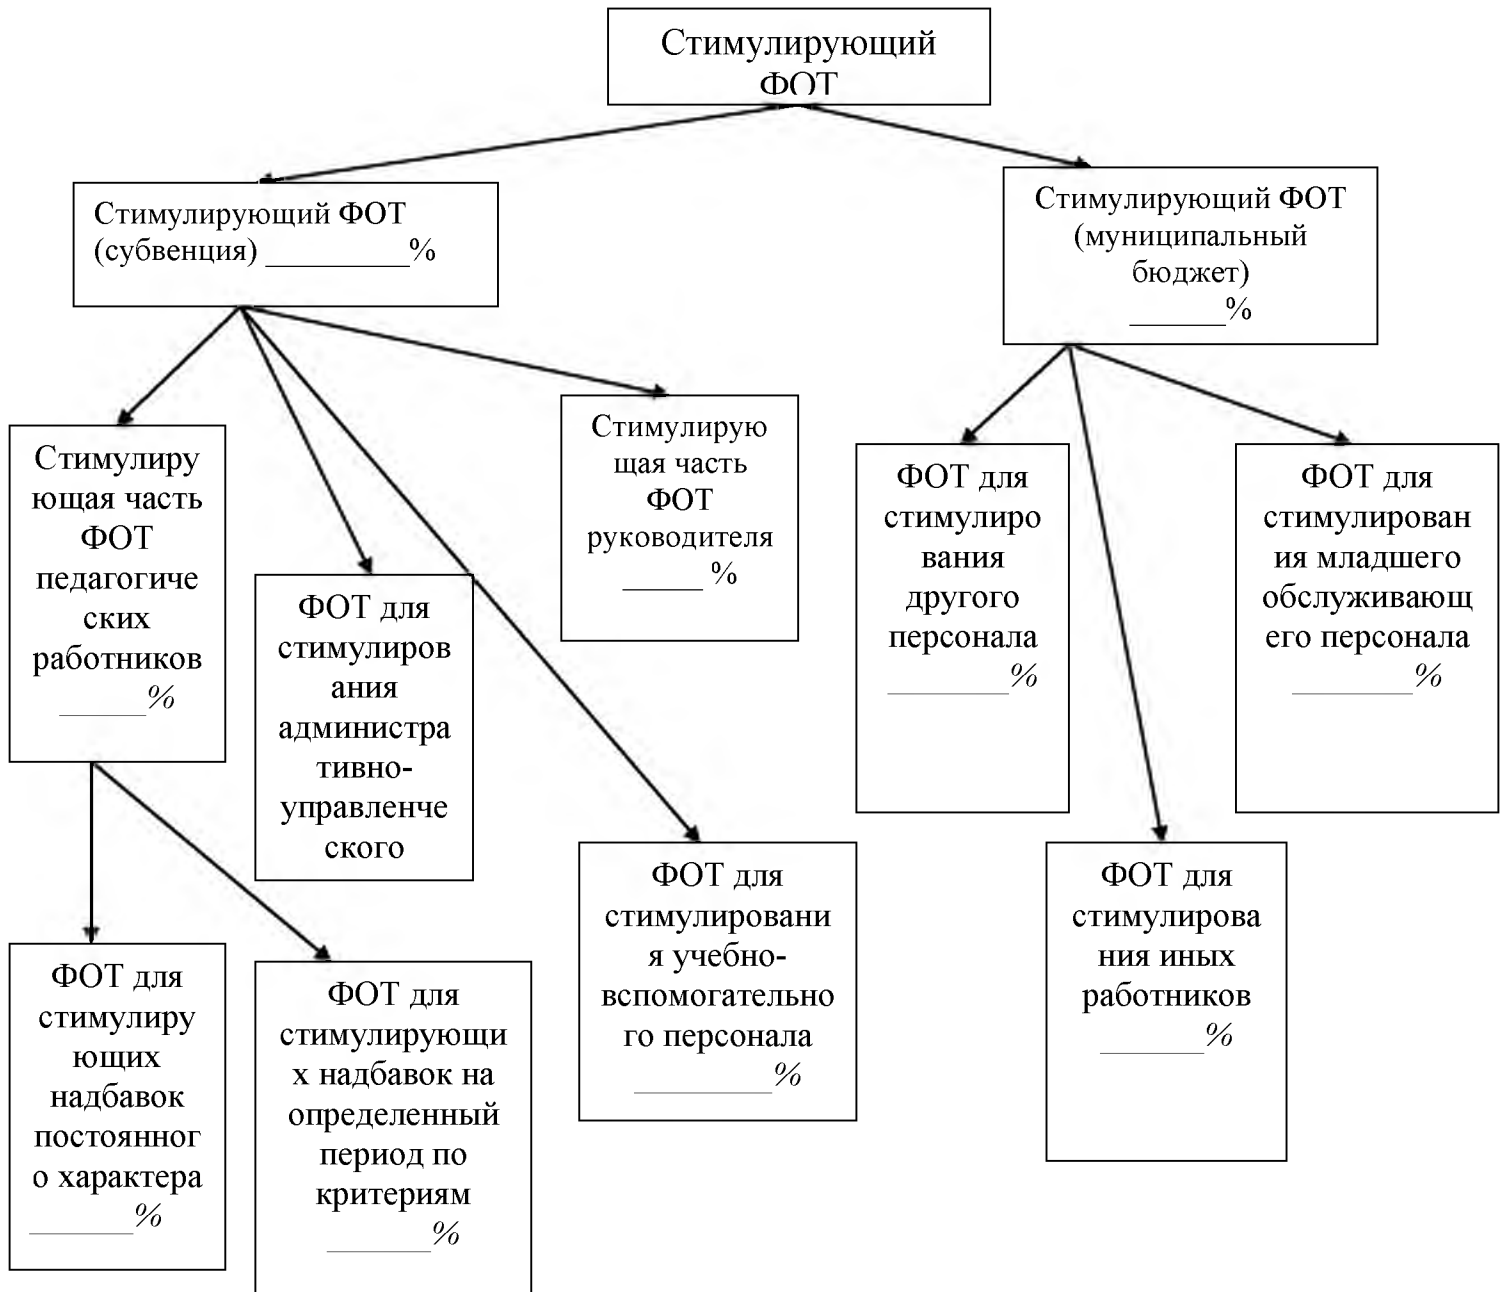 Стимулирующий
ФОТ
Стимулирующий ФОТ
(субвенция) _________%
Стимулирующий ФОТ
(муниципальный
бюджет)
______%
Стимулиру
ющая часть
ФОТ
педагогиче
ских
работников
______%
ФОТ для
стимулиров
ания
администра
тивно-
управленче
ского
Стимулирую
щая часть
ФОТ
руководителя
_____ %
ФОТ для
стимулиро
вания
другого
персонала
________%
ФОТ для
стимулирован
ия младшего
обслуживающ
его персонала
________%
ФОТ для
стимулирующих
надбавок
постоянног
о характера
_______%
ФОТ для
стимулирующи
х надбавок на
определенный
период по
критериям
_______%
ФОТ для
стимулировани
я учебно-
вспомогательно
го персонала
_________%
ФОТ для
стимулирова
ния иных
работников
_______%